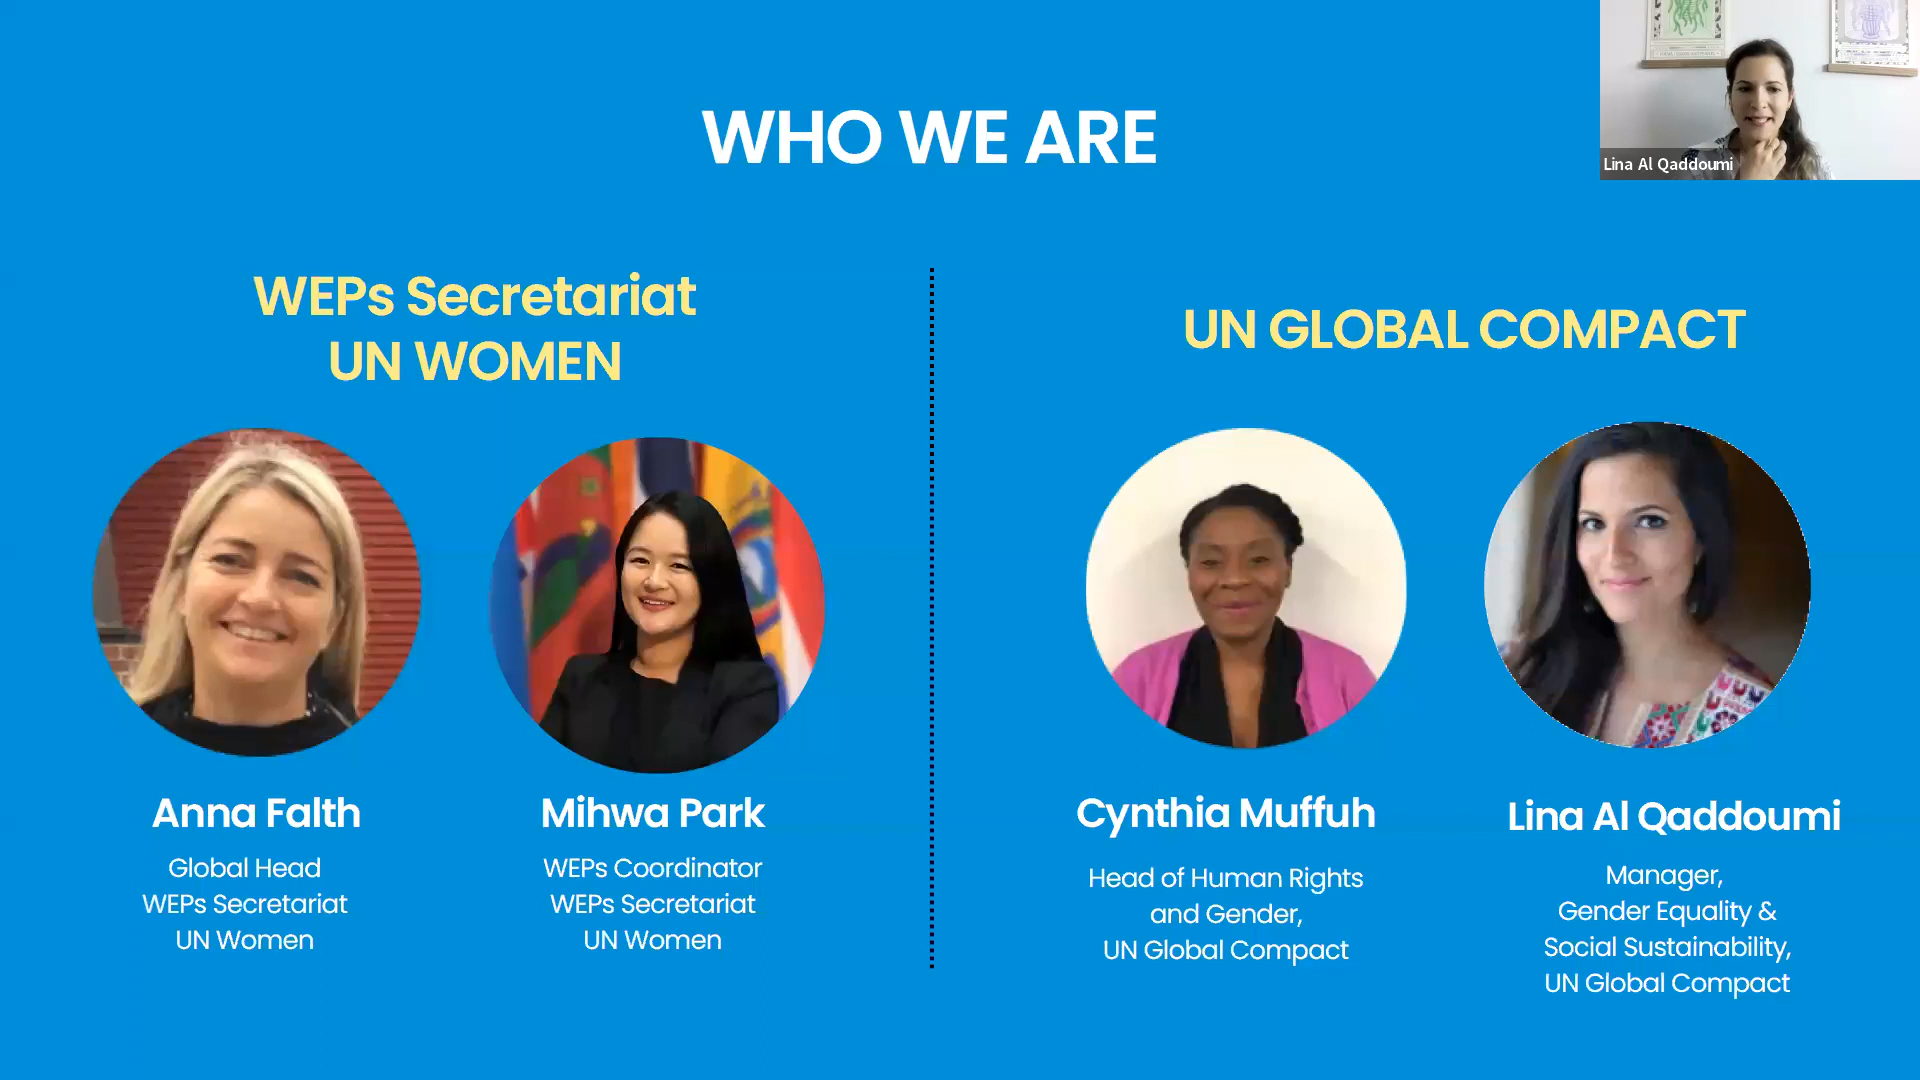 WHO WE ARE
Lina Al Qaddoumi
WEPs Secretariat
UN WOMEN
UN GLOBAL COMPACT
Anna Falth
Global Head
WEPs Secretariat
UN Women
Mihwa Park
WEPs Coordinator
WEPs Secretariat
UN Women
Cynthia Muffuh
Head of Human Rights
and Gender,
UN Global Compact
Lina Al Qaddoumi
Manager,
Gender Equality &
Social Sustainability,
UN Global Compact